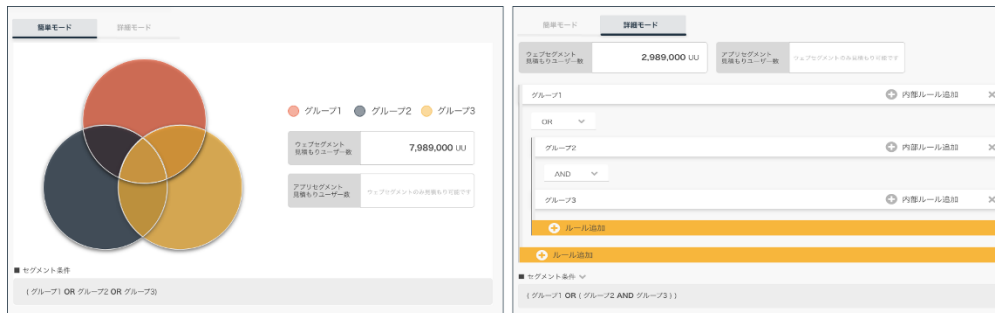 簡単モード 詳細モード
グループ1 グループ2 グループ3
ウェブセグメント
見積もりユーザー数
7,989,000 UU
アプリセグメント
見積もりユーザー数
ウェブセグメントのみ見積もり可能です
■ セグメント条件
( グループ1 OR グループ2 OR グループ3)
簡単モード 詳細モード
ウェブセグメント
見積もりユーザー数
2,989,000 UU
アプリセグメント
見積もりユーザー数
ウェブセグメントのみ見積もり可能です
グループ1 内部ルール追加
OR
グループ2 内部ルール追加
AND
グループ3 内部ルール追加
ルール追加
ルール追加
■ セグメント条件
( グループ1 OR ( グループ2 AND グループ3 ) )